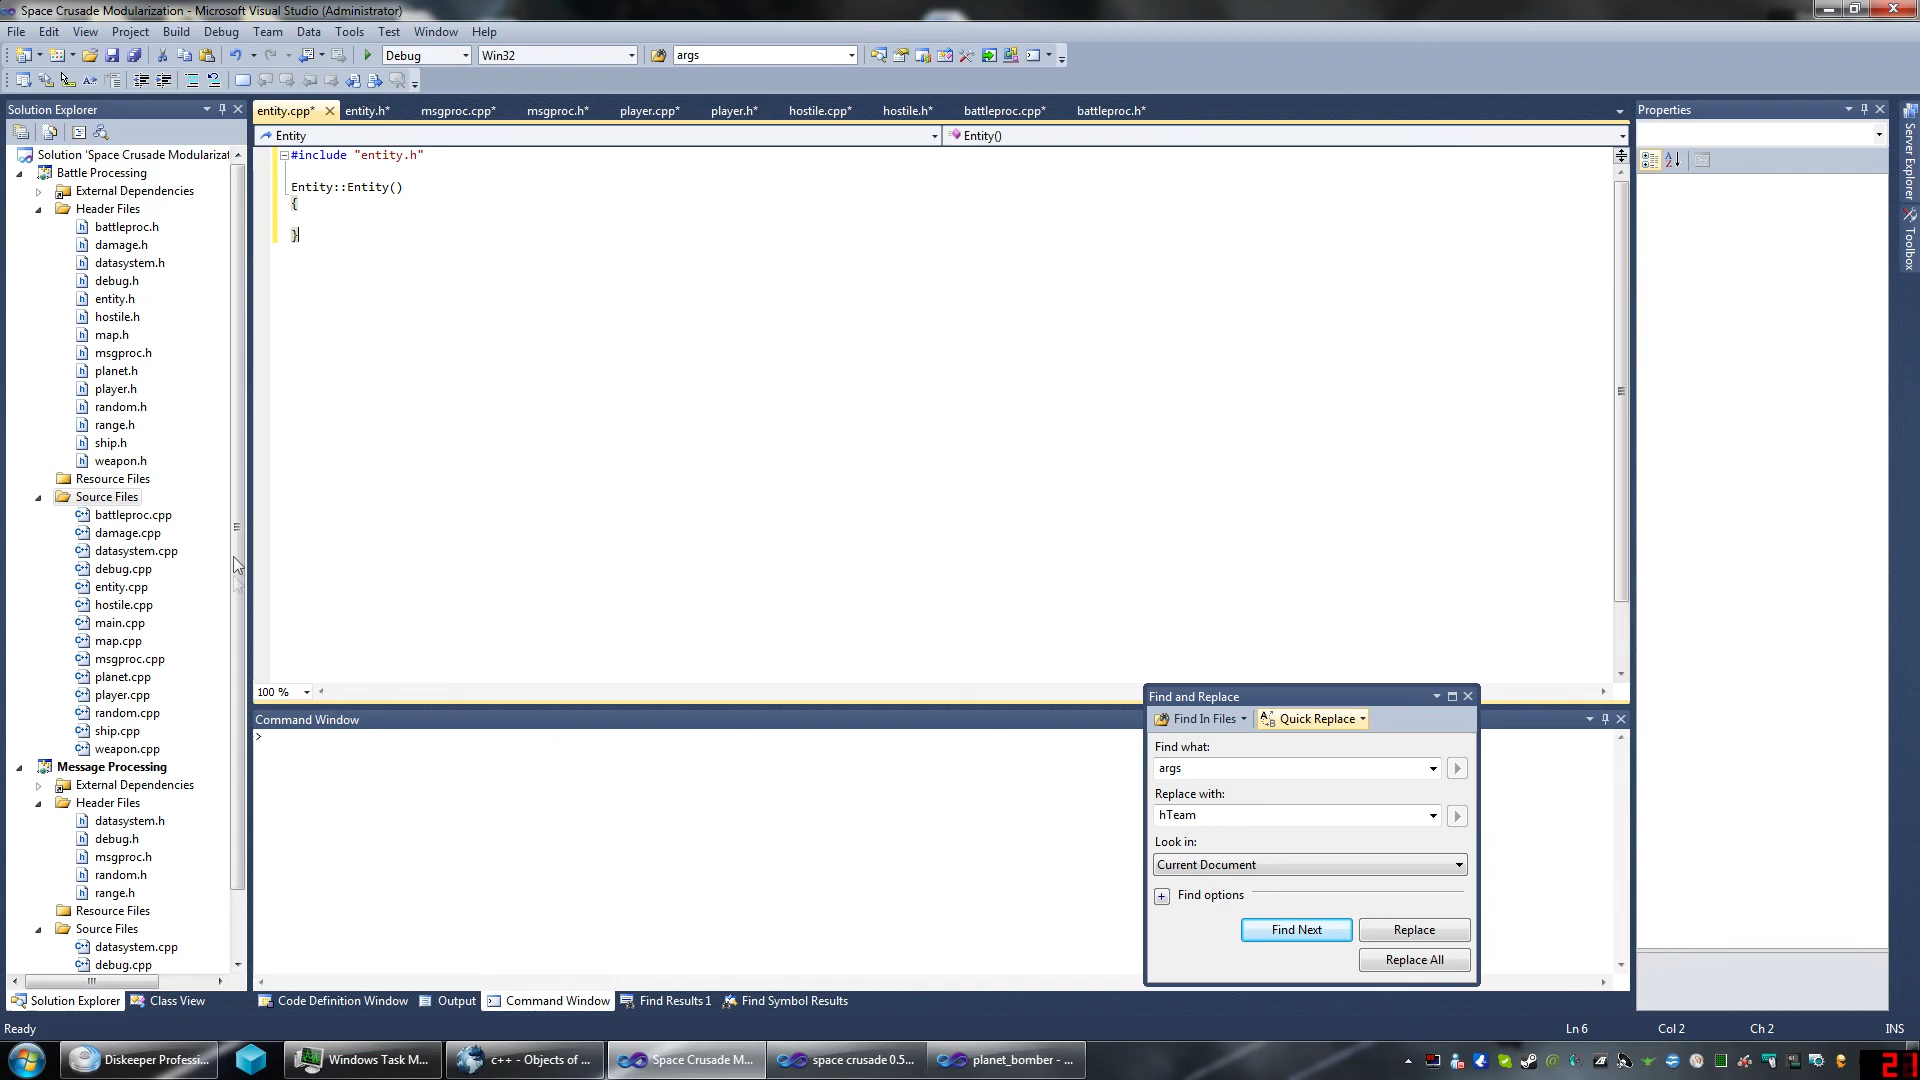 Space Crusade Modularization - Microsoft Visual Studio (Administrator)
File Edit View Project Build Debug Team Data Tools Test Window Help
Debug Win32 args
Solution Explorer
entity.cpp* entity.h* msgproc.cpp* msgproc.h* player.cpp* player.h* hostile.cpp* hostile.h* battleproc.cpp* battleproc.h*
Properties
Entity Entity()
Solution 'Space Crusade Modularizat
Battle Processing
External Dependencies
Header Files
battleproc.h
damage.h
datasystem.h
debug.h
entity.h
hostile.h
map.h
msgproc.h
planet.h
player.h
random.h
range.h
ship.h
weapon.h
Resource Files
Source Files
battleproc.cpp
damage.cpp
datasystem.cpp
debug.cpp
entity.cpp
hostile.cpp
main.cpp
map.cpp
msgproc.cpp
planet.cpp
player.cpp
random.cpp
ship.cpp
weapon.cpp
Message Processing
External Dependencies
Header Files
datasystem.h
debug.h
msgproc.h
random.h
range.h
Resource Files
Source Files
datasystem.cpp
debug.cpp
Solution Explorer Class View
#include "entity.h"
Entity::Entity()
{
}
100 %
Command Window
>
Find and Replace
Find In Files Quick Replace
Find what:
args
Replace with:
hTeam
Look in:
Current Document
+ Find options
Find Next Replace
Replace All
Code Definition Window Output Command Window Find Results 1 Find Symbol Results
Server Explorer
Toolbox
Ready Ln 6 Col 2 Ch 2 INS
Diskeeper Professi... Windows Task M... c++ - Objects of ... Space Crusade M... space crusade 0.5... planet_bomber - ...